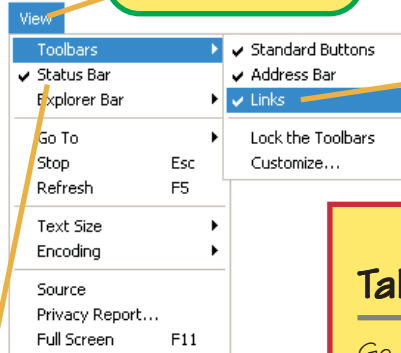 View
Toolbars
Status Bar
Explorer Bar
Go To
Stop Esc
Refresh F5
Text Size
Encoding
Source
Privacy Report...
Full Screen F11
Standard Buttons
Address Bar
Links
Lock the Toolbars
Customize...